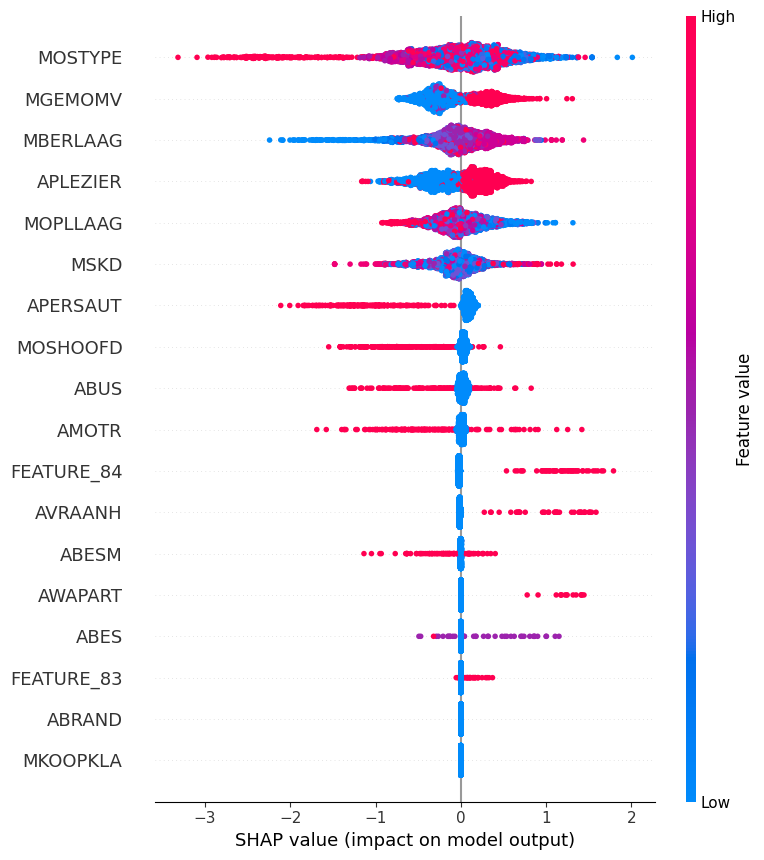 High
MOSTYPE
MGEMOMV
MBERLAAG
APLEZIER
MOPLLAAG
MSKD
APERSAUT
MOSHOOFD
ABUS
AMOTR
FEATURE_84
AVRAANH
ABESM
AWAPART
ABES
FEATURE_83
ABRAND
MKOOPKLA
Feature value
Low
−3 −2 −1 0 1 2
SHAP value (impact on model output)